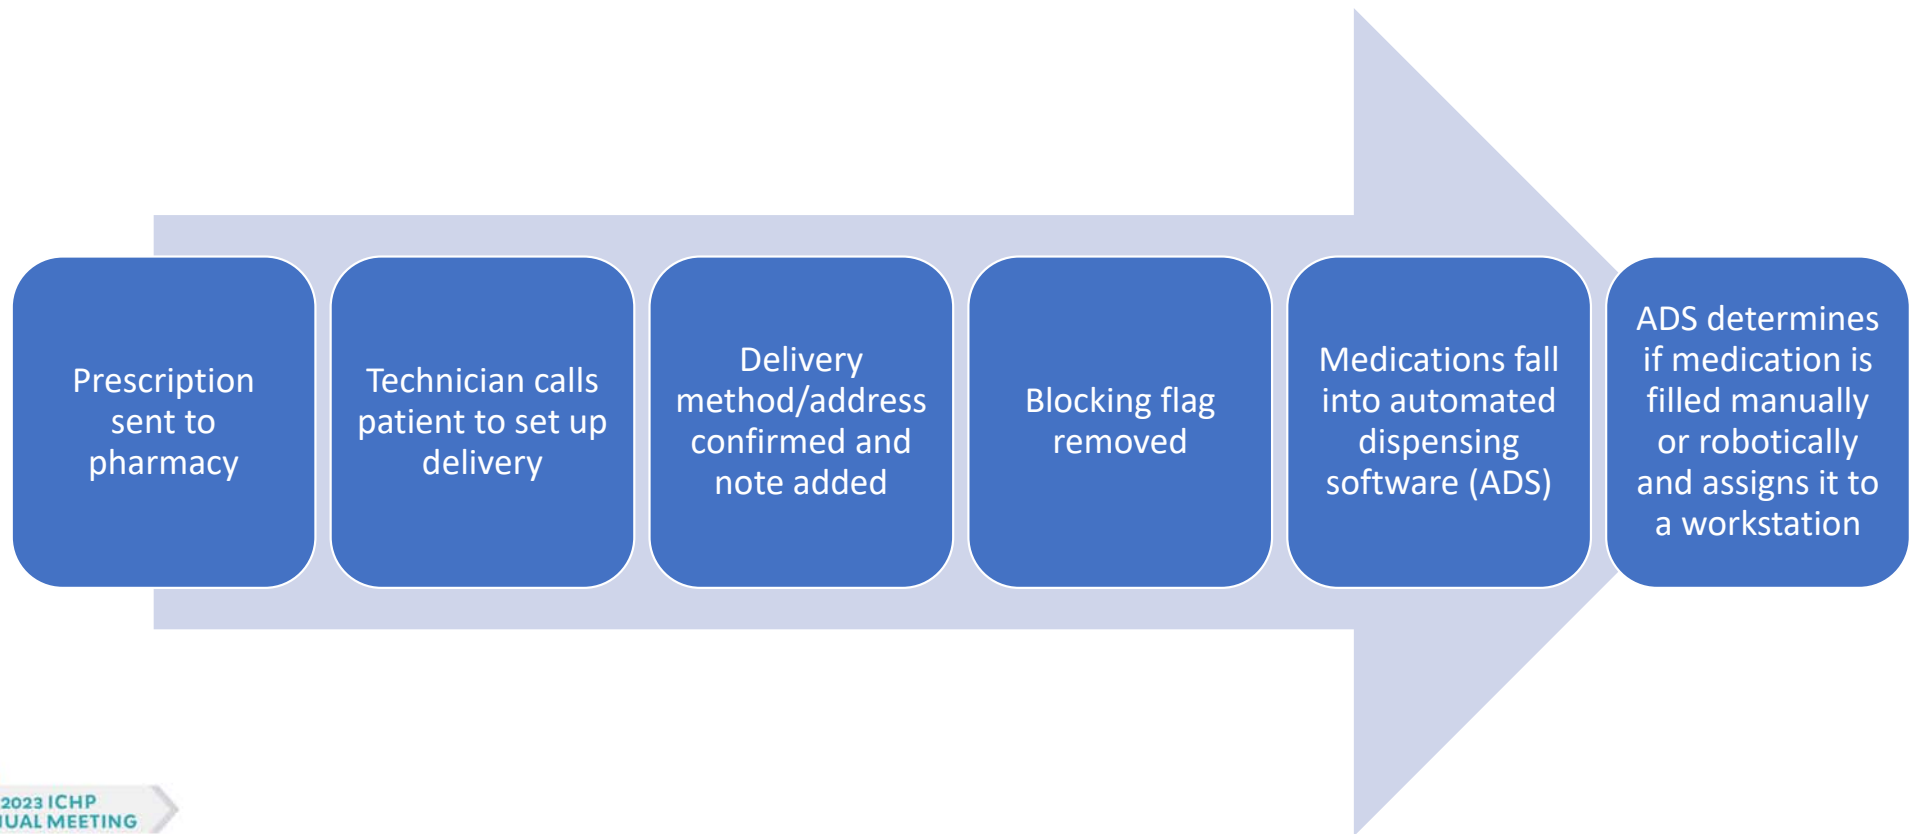 Prescription
sent to
pharmacy
Technician calls
patient to set up
delivery
Delivery
method/address
confirmed and
note added
Blocking flag
removed
Medications fall
into automated
dispensing
software (ADS)
ADS determines
if medication is
filled manually
or robotically
and assigns it to
a workstation
2023 ICHP
MEETING